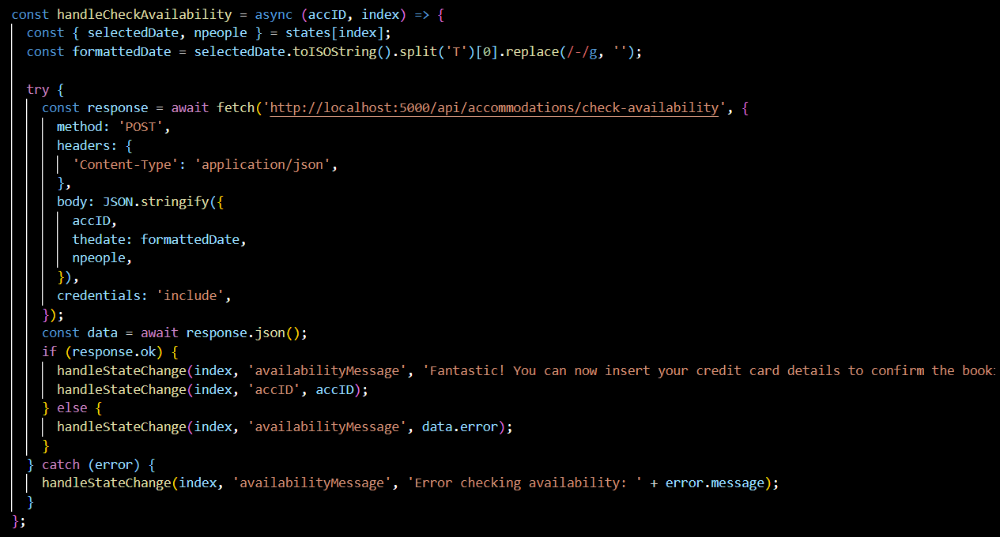 const handleCheckAvailability = async (accID, index) => {
const { selectedDate, npeople } = states[index];
const formattedDate = selectedDate.toISOString().split('T')[0].replace(/-/g, '');
try {
const response = await fetch('http://localhost:5000/api/accommodations/check-availability', {
method: 'POST',
headers: {
'Content-Type': 'application/json',
},
body: JSON.stringify({
accID,
thedate: formattedDate,
npeople,
}),
credentials: 'include',
});
const data = await response.json();
if (response.ok) {
handleStateChange(index, 'availabilityMessage', 'Fantastic! You can now insert your credit card details to confirm the book
handleStateChange(index, 'accID', accID);
} else {
handleStateChange(index, 'availabilityMessage', data.error);
}
} catch (error) {
handleStateChange(index, 'availabilityMessage', 'Error checking availability: ' + error.message);
}
};